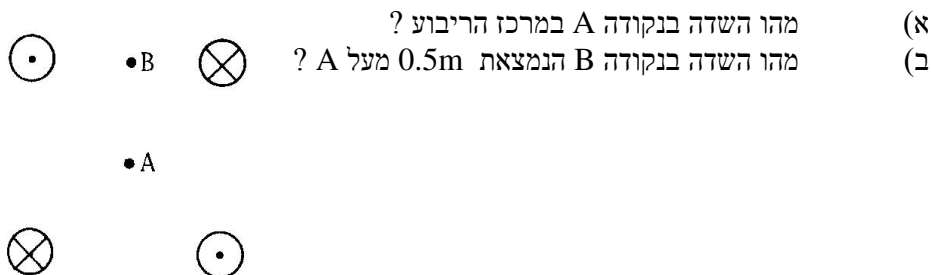 א) מהו השדה בנקודה A במרכז הריבוע ?
ב) מהו השדה בנקודה B הנמצאת 0.5m מעל A ?
B
A